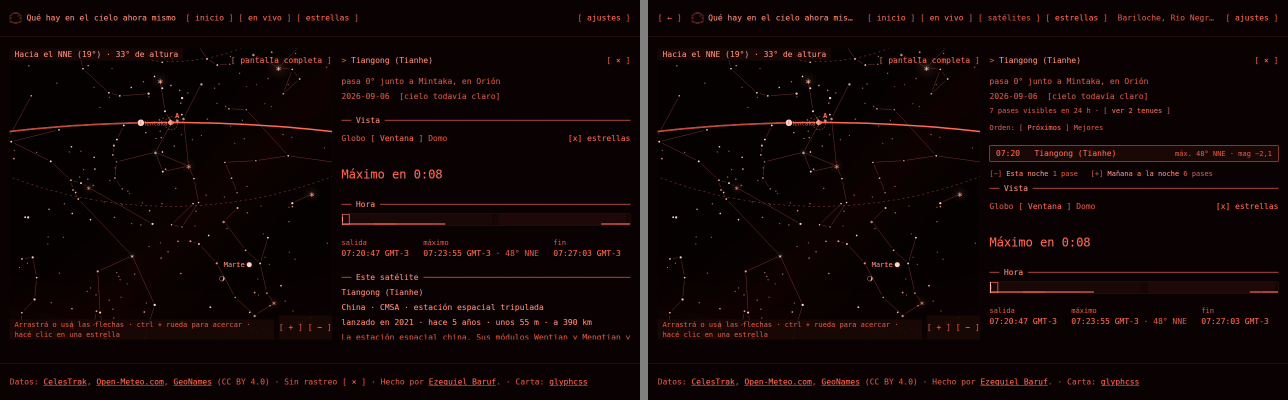 Qué hay en el cielo ahora mismo [ inicio ] [ en vivo ] [ estrellas ] [ ajustes ]
Hacia el NNE (19°) · 33° de altura
[ pantalla completa ]
Marte
Arrastrá o usá las flechas · ctrl + rueda para acercar ·
hacé clic en una estrella
[ + ] [ − ]
> Tiangong (Tianhe) [ × ]
pasa 0° junto a Mintaka, en Orión
2026-09-06 [cielo todavía claro]
Vista
Globo [ Ventana ] Domo [x] estrellas
Máximo en 0:08
Hora
salida máximo fin
07:20:47 GMT-3 07:23:55 GMT-3 · 48° NNE 07:27:03 GMT-3
Este satélite
Tiangong (Tianhe)
China · CMSA · estación espacial tripulada
lanzado en 2021 · hace 5 años · unos 55 m · a 390 km
La estación espacial china. Sus módulos Wentian y Mengtian y
Datos: CelesTrak, Open-Meteo.com, GeoNames (CC BY 4.0) · Sin rastreo [ × ] · Hecho por Ezequiel Baruf. · Carta: glyphcss
[ ← ] Qué hay en el cielo ahora mis… [ inicio ] [ en vivo ] [ satélites ] [ estrellas ] Bariloche, Río Negr… [ ajustes ]
Hacia el NNE (19°) · 33° de altura
[ pantalla completa ]
Marte
Arrastrá o usá las flechas · ctrl + rueda para acercar ·
hacé clic en una estrella
[ + ] [ − ]
> Tiangong (Tianhe) [ × ]
pasa 0° junto a Mintaka, en Orión
2026-09-06 [cielo todavía claro]
7 pases visibles en 24 h · [ ver 2 tenues ]
Orden: [ Próximos ] Mejores
07:20 Tiangong (Tianhe) máx. 48° NNE · mag −2,1
[−] Esta noche 1 pase [+] Mañana a la noche 6 pases
Vista
Globo [ Ventana ] Domo [x] estrellas
Máximo en 0:08
Hora
salida máximo fin
07:20:47 GMT-3 07:23:55 GMT-3 · 48° NNE 07:27:03 GMT-3
Datos: CelesTrak, Open-Meteo.com, GeoNames (CC BY 4.0) · Hecho por Ezequiel Baruf. · Carta: glyphcss